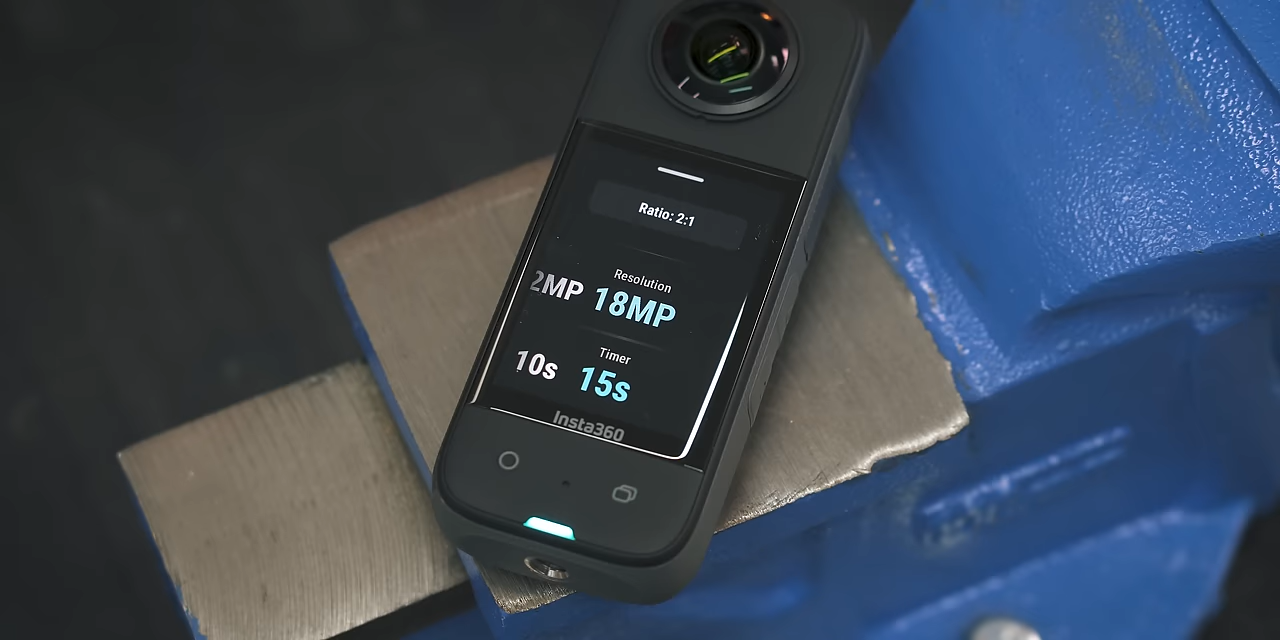 Ratio: 2:1
Resolution
2MP 18MP
Timer
10s 15s
Insta360